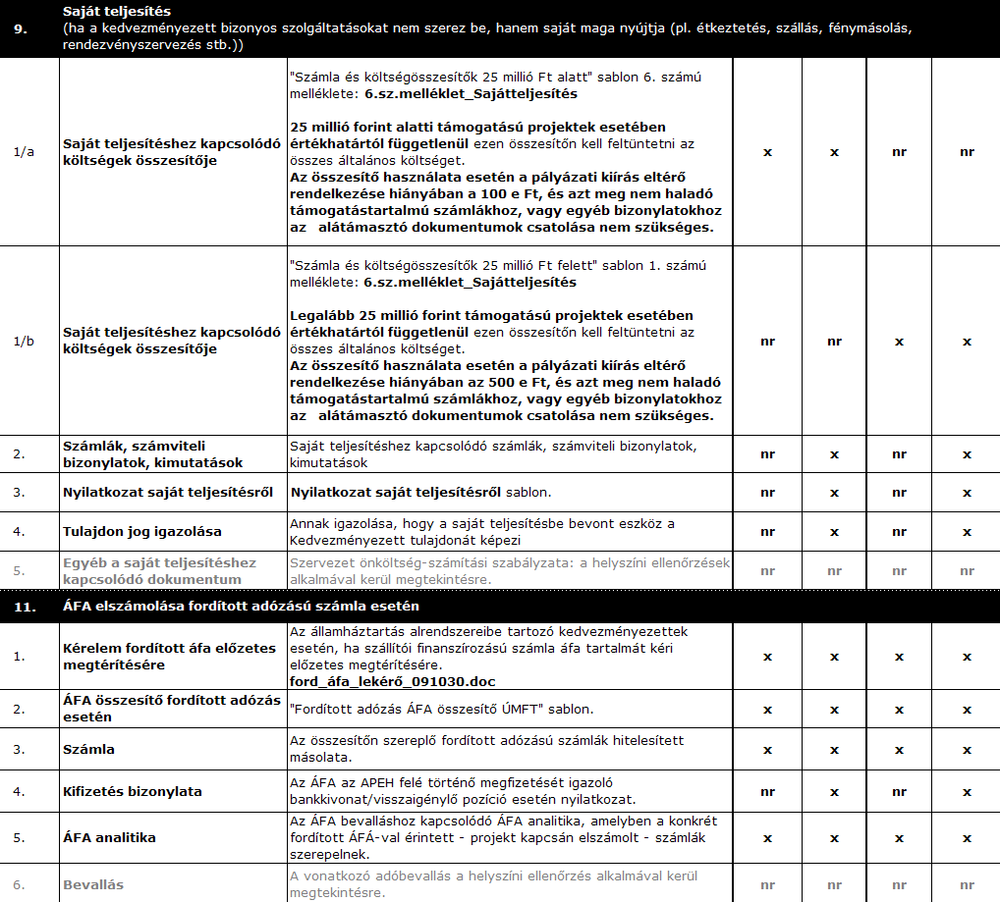 9.
Saját teljesítés
(ha a kedvezményezett bizonyos szolgáltatásokat nem szerez be, hanem saját maga nyújtja (pl. étkeztetés, szállás, fénymásolás,
rendezvényszervezés stb.))
1/a
Saját teljesítéshez kapcsolódó
költségek összesítője
"Számla és költségösszesítők 25 millió Ft alatt" sablon 6. számú
melléklete: 6.sz.melléklet_Sajátteljesítés
25 millió forint alatti támogatású projektek esetében
értékhatártól függetlenül ezen összesítőn kell feltüntetni az
összes általános költséget.
Az összesítő használata esetén a pályázati kiírás eltérő
rendelkezése hiányában a 100 e Ft, és azt meg nem haladó
támogatástartalmú számlákhoz, vagy egyéb bizonylatokhoz
az alátámasztó dokumentumok csatolása nem szükséges.
x x nr nr
1/b
Saját teljesítéshez kapcsolódó
költségek összesítője
"Számla és költségösszesítők 25 millió Ft felett" sablon 1. számú
melléklete: 6.sz.melléklet_Sajátteljesítés
Legalább 25 millió forint támogatású projektek esetében
értékhatártól függetlenül ezen összesítőn kell feltüntetni az
összes általános költséget.
Az összesítő használata esetén a pályázati kiírás eltérő
rendelkezése hiányában az 500 e Ft, és azt meg nem haladó
támogatástartalmú számlákhoz, vagy egyéb bizonylatokhoz
az alátámasztó dokumentumok csatolása nem szükséges.
nr nr x x
2.
Számlák, számviteli
bizonylatok, kimutatások
Saját teljesítéshez kapcsolódó számlák, számviteli bizonylatok,
kimutatások
nr x nr x
3.
Nyilatkozat saját teljesítésről
Nyilatkozat saját teljesítésről sablon.
nr x nr x
4.
Tulajdon jog igazolása
Annak igazolása, hogy a saját teljesítésbe bevont eszköz a
Kedvezményezett tulajdonát képezi
nr x nr x
5.
Egyéb a saját teljesítéshez
kapcsolódó dokumentum
Szervezet önköltség-számítási szabályzata: a helyszíni ellenőrzések
alkalmával kerül megtekintésre.
nr nr nr nr
11. ÁFA elszámolása fordított adózású számla esetén
1.
Kérelem fordított áfa előzetes
megtérítésére
Az államháztartás alrendszereibe tartozó kedvezményezettek
esetén, ha szállítói finanszírozású számla áfa tartalmát kéri
előzetes megtérítésére.
ford_áfa_lekérő_091030.doc
x x x x
2.
ÁFA összesítő fordított adózás
esetén
"Fordított adózás ÁFA összesítő ÚMFT" sablon.
x x x x
3.
Számla
Az összesítőn szereplő fordított adózású számlák hitelesített
másolata.
x x x x
4.
Kifizetés bizonylata
Az ÁFA az APEH felé történő megfizetését igazoló
bankkivonat/visszaigénylő pozíció esetén nyilatkozat.
nr x nr x
5.
ÁFA analitika
Az ÁFA bevalláshoz kapcsolódó ÁFA analitika, amelyben a konkrét
fordított ÁFÁ-val érintett - projekt kapcsán elszámolt - számlák
szerepelnek.
x x x x
6.
Bevallás
A vonatkozó adóbevallás a helyszíni ellenőrzés alkalmával kerül
megtekintésre.
nr nr nr nr